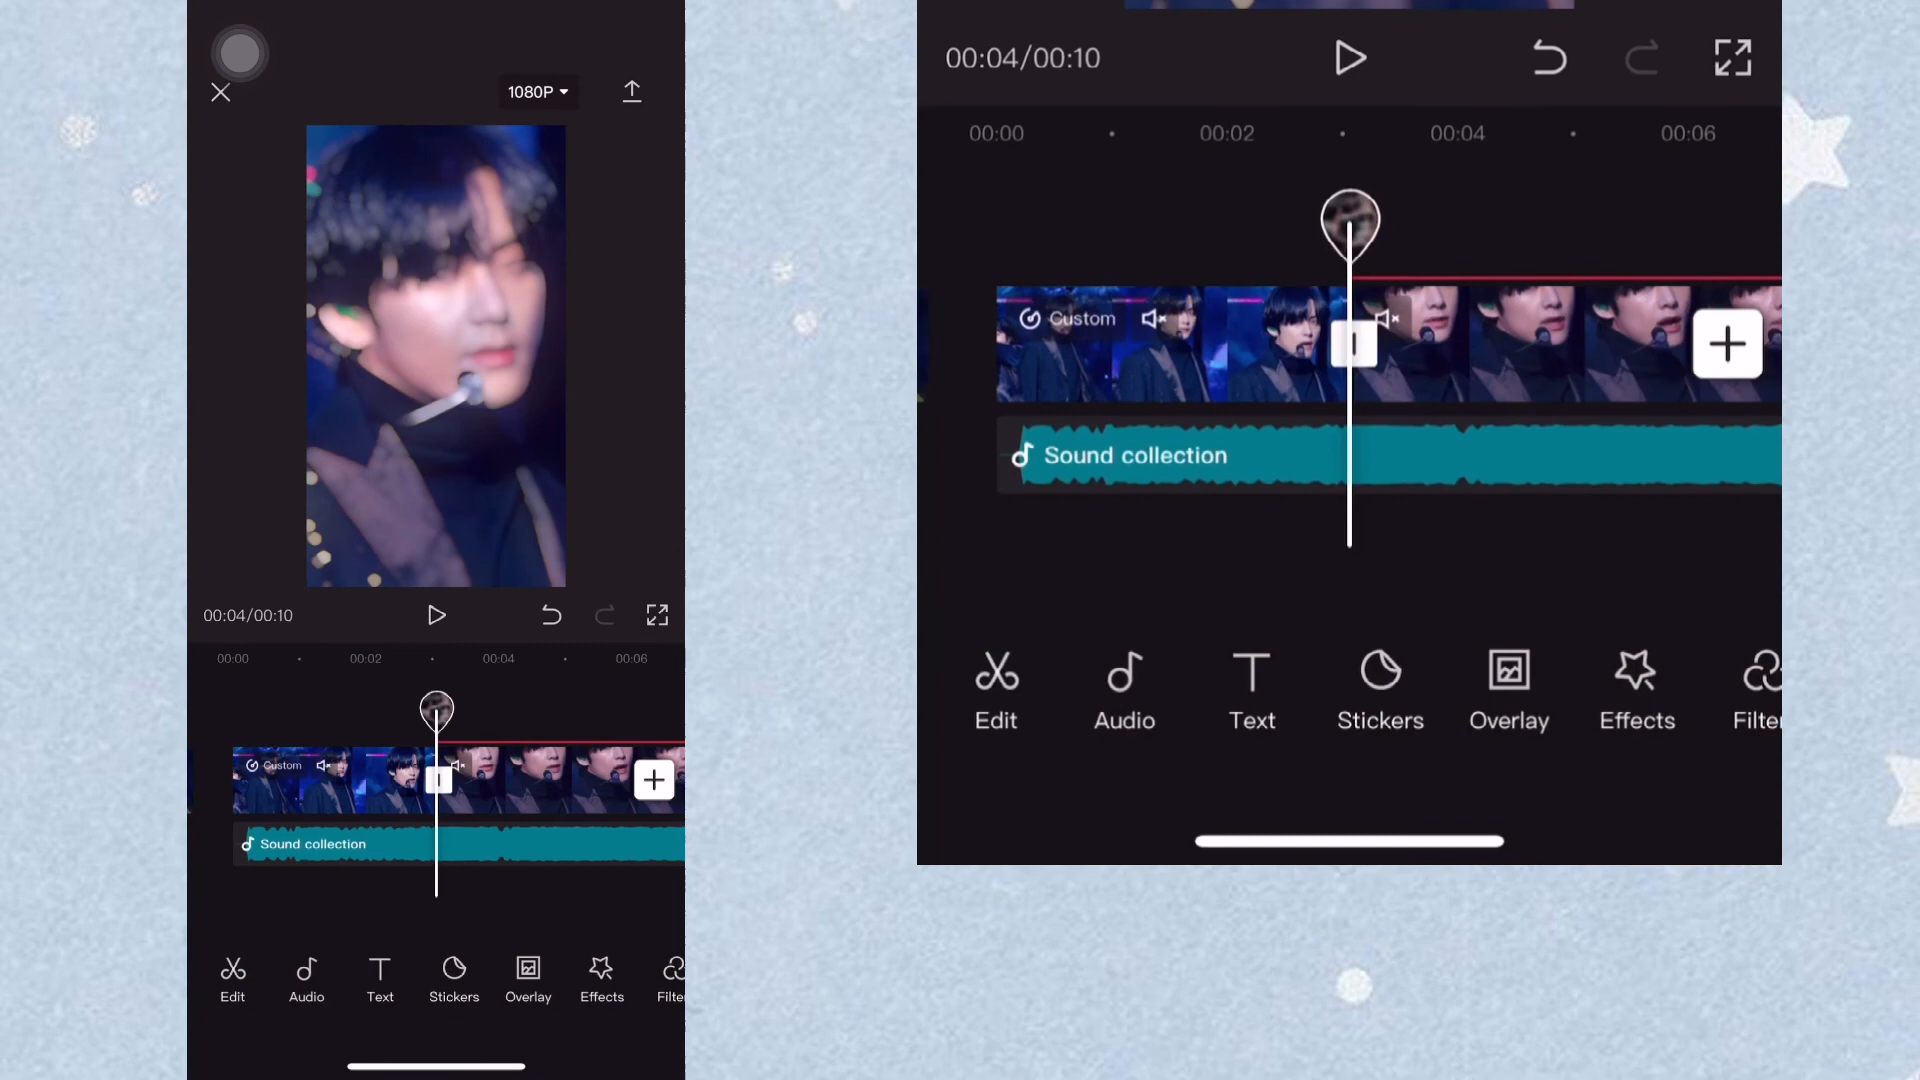 1080P
00:04/00:10
00:00
00:02
00:04
00:06
Custom
Sound collection
Edit
Audio
Text
Stickers
Overlay
Effects
Filte
00:04/00:10
00:00
00:02
00:04
00:06
Custom
Sound collection
Edit
Audio
Text
Stickers
Overlay
Effects
Filter